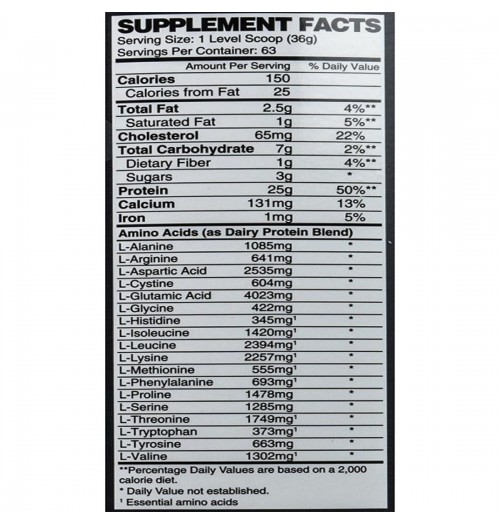 SUPPLEMENT FACTS
Serving Size: 1 Level Scoop (36g)
Servings Per Container: 63
Amount Per Serving % Daily Value
Calories 150
Calories from Fat 25
Total Fat 2.5g 4%**
Saturated Fat 1g 5%**
Cholesterol 65mg 22%
Total Carbohydrate 7g 2%**
Dietary Fiber 1g 4%**
Sugars 3g *
Protein 25g 50%**
Calcium 131mg 13%
Iron 1mg 5%
Amino Acids (as Dairy Protein Blend)
L-Alanine 1085mg *
L-Arginine 641mg *
L-Aspartic Acid 2535mg *
L-Cystine 604mg *
L-Glutamic Acid 4023mg *
L-Glycine 422mg *
L-Histidine 345mg¹ *
L-Isoleucine 1420mg¹ *
L-Leucine 2394mg¹ *
L-Lysine 2257mg¹ *
L-Methionine 555mg¹ *
L-Phenylalanine 693mg¹ *
L-Proline 1478mg *
L-Serine 1285mg *
L-Threonine 1749mg¹ *
L-Tryptophan 373mg¹ *
L-Tyrosine 663mg *
L-Valine 1302mg¹ *
**Percentage Daily Values are based on a 2,000
calorie diet.
* Daily Value not established.
¹ Essential amino acids